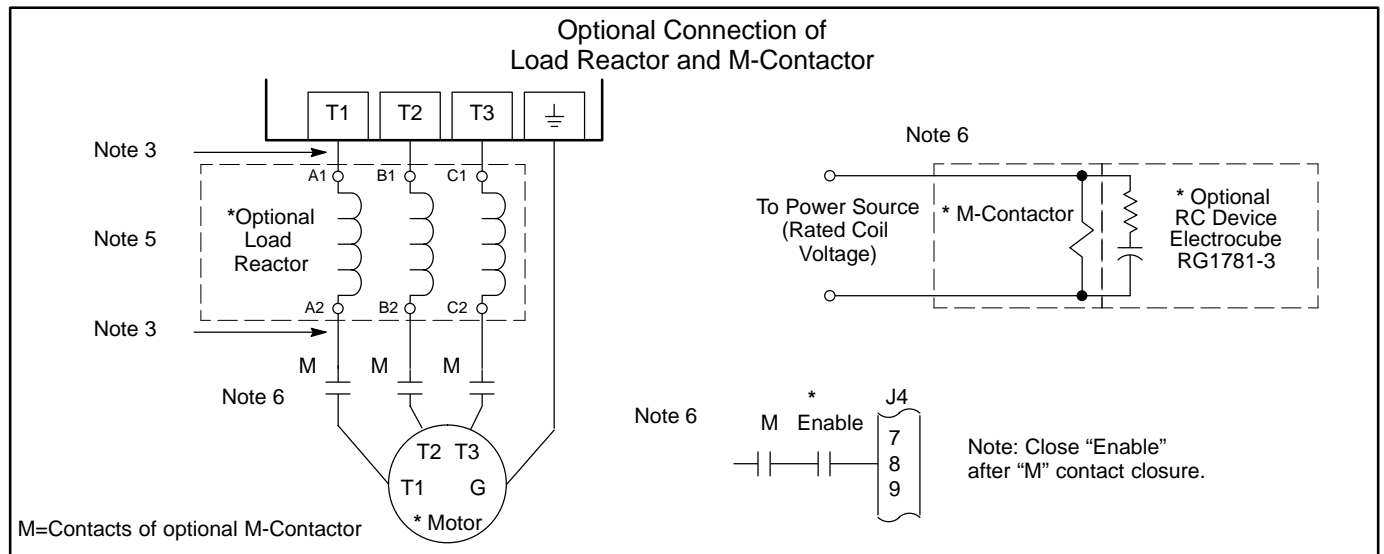 Optional Connection of
Load Reactor and M-Contactor
T1 T2 T3
Note 3
A1 B1 C1
*Optional
Load
Reactor
Note 5
A2 B2 C2
Note 3
M M M
Note 6
T2 T3
T1 G
* Motor
M=Contacts of optional M-Contactor
Note 6
To Power Source
(Rated Coil
Voltage)
* M-Contactor
* Optional
RC Device
Electrocube
RG1781-3
Note 6
*
M Enable
J4
7
8
9
Note: Close “Enable”
after “M” contact closure.